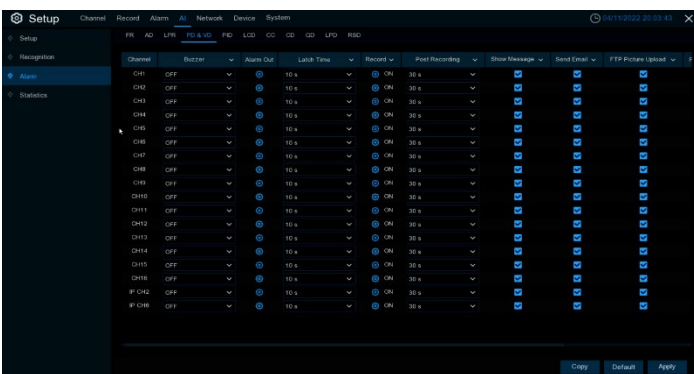 Setup Channel Record Alarm AI Network Device System 04/11/2022 20:03:43
Setup FR AD LPR PD & VD PID LCD CC CD QD LPD RSD
Recognition
Alarm
Statistics
Channel Buzzer Alarm Out Latch Time Record Post Recording Show Message Send Email FTP Picture Upload
CH1 OFF 10 s ON 30 s
CH2 OFF 10 s ON 30 s
CH3 OFF 10 s ON 30 s
CH4 OFF 10 s ON 30 s
CH5 OFF 10 s ON 30 s
CH6 OFF 10 s ON 30 s
CH7 OFF 10 s ON 30 s
CH8 OFF 10 s ON 30 s
CH9 OFF 10 s ON 30 s
CH10 OFF 10 s ON 30 s
CH11 OFF 10 s ON 30 s
CH12 OFF 10 s ON 30 s
CH13 OFF 10 s ON 30 s
CH14 OFF 10 s ON 30 s
CH15 OFF 10 s ON 30 s
CH16 OFF 10 s ON 30 s
IP CH2 OFF 10 s ON 30 s
IP CH6 OFF 10 s ON 30 s
Copy Default Apply